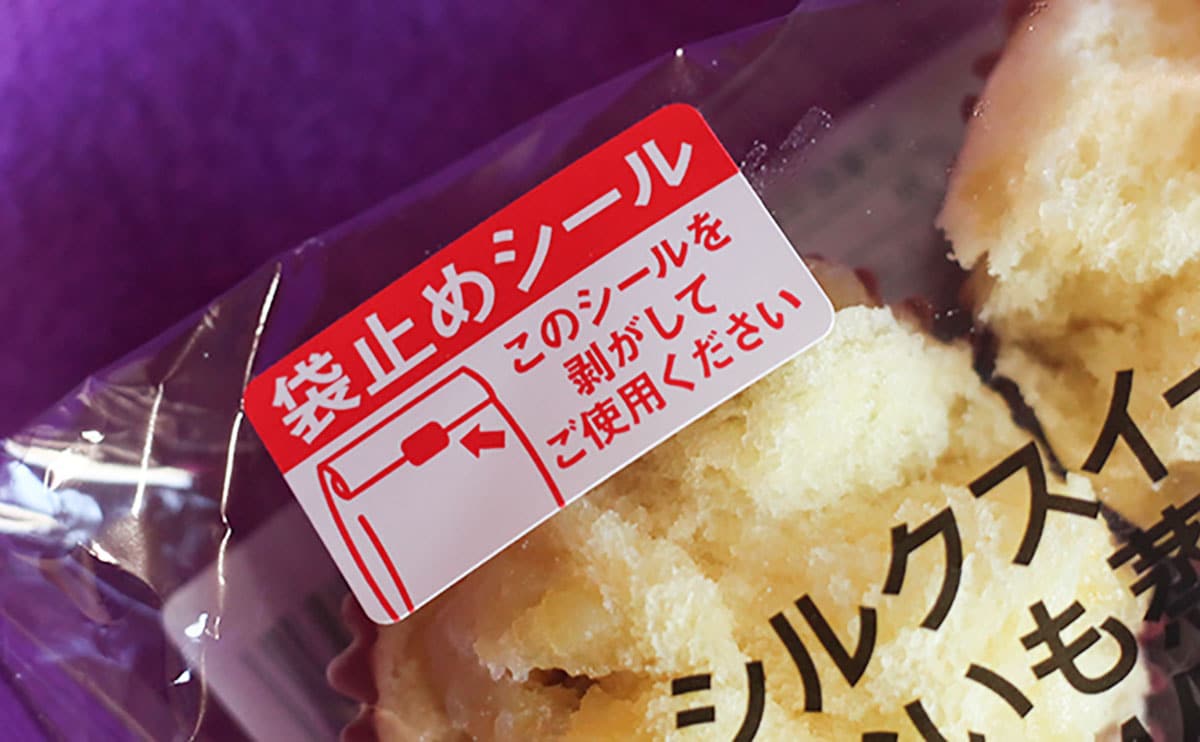 袋止めシール
このシールを
剥がして
ご使用ください
シルクスイー
いも蒸